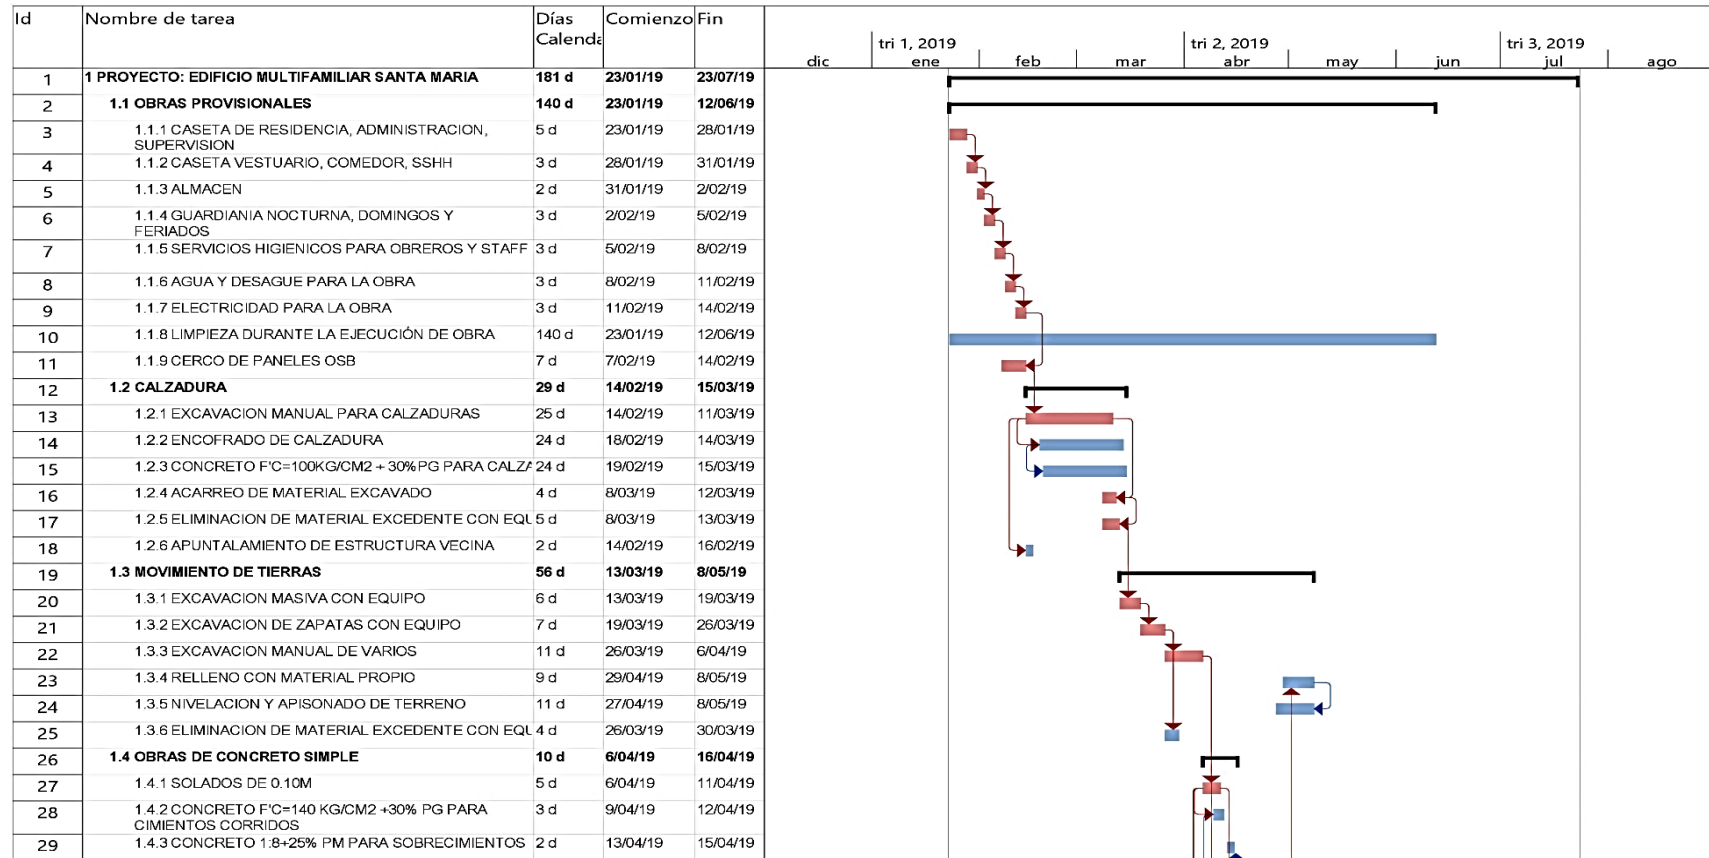 Id Nombre de tarea Días Comienzo Fin
Calenda
tri 1, 2019 tri 2, 2019 tri 3, 2019
dic ene feb mar abr may jun jul ago
1 1 PROYECTO: EDIFICIO MULTIFAMILIAR SANTA MARIA 181 d 23/01/19 23/07/19
2 1.1 OBRAS PROVISIONALES 140 d 23/01/19 12/06/19
3 1.1.1 CASETA DE RESIDENCIA, ADMINISTRACION, 5 d 23/01/19 28/01/19
SUPERVISION
4 1.1.2 CASETA VESTUARIO, COMEDOR, SSHH 3 d 28/01/19 31/01/19
5 1.1.3 ALMACEN 2 d 31/01/19 2/02/19
6 1.1.4 GUARDIANIA NOCTURNA, DOMINGOS Y 3 d 2/02/19 5/02/19
FERIADOS
7 1.1.5 SERVICIOS HIGIENICOS PARA OBREROS Y STAFF 3 d 5/02/19 8/02/19
8 1.1.6 AGUA Y DESAGUE PARA LA OBRA 3 d 8/02/19 11/02/19
9 1.1.7 ELECTRICIDAD PARA LA OBRA 3 d 11/02/19 14/02/19
10 1.1.8 LIMPIEZA DURANTE LA EJECUCIÓN DE OBRA 140 d 23/01/19 12/06/19
11 1.1.9 CERCO DE PANELES OSB 7 d 7/02/19 14/02/19
12 1.2 CALZADURA 29 d 14/02/19 15/03/19
13 1.2.1 EXCAVACION MANUAL PARA CALZADURAS 25 d 14/02/19 11/03/19
14 1.2.2 ENCOFRADO DE CALZADURA 24 d 18/02/19 14/03/19
15 1.2.3 CONCRETO F'C=100KG/CM2 + 30%PG PARA CALZA 24 d 19/02/19 15/03/19
16 1.2.4 ACARREO DE MATERIAL EXCAVADO 4 d 8/03/19 12/03/19
17 1.2.5 ELIMINACION DE MATERIAL EXCEDENTE CON EQU 5 d 8/03/19 13/03/19
18 1.2.6 APUNTALAMIENTO DE ESTRUCTURA VECINA 2 d 14/02/19 16/02/19
19 1.3 MOVIMIENTO DE TIERRAS 56 d 13/03/19 8/05/19
20 1.3.1 EXCAVACION MASIVA CON EQUIPO 6 d 13/03/19 19/03/19
21 1.3.2 EXCAVACION DE ZAPATAS CON EQUIPO 7 d 19/03/19 26/03/19
22 1.3.3 EXCAVACION MANUAL DE VARIOS 11 d 26/03/19 6/04/19
23 1.3.4 RELLENO CON MATERIAL PROPIO 9 d 29/04/19 8/05/19
24 1.3.5 NIVELACION Y APISONADO DE TERRENO 11 d 27/04/19 8/05/19
25 1.3.6 ELIMINACION DE MATERIAL EXCEDENTE CON EQU 4 d 26/03/19 30/03/19
26 1.4 OBRAS DE CONCRETO SIMPLE 10 d 6/04/19 16/04/19
27 1.4.1 SOLADOS DE 0.10M 5 d 6/04/19 11/04/19
28 1.4.2 CONCRETO F'C=140 KG/CM2 +30% PG PARA 3 d 9/04/19 12/04/19
CIMIENTOS CORRIDOS
29 1.4.3 CONCRETO 1:8+25% PM PARA SOBRECIMIENTOS 2 d 13/04/19 15/04/19